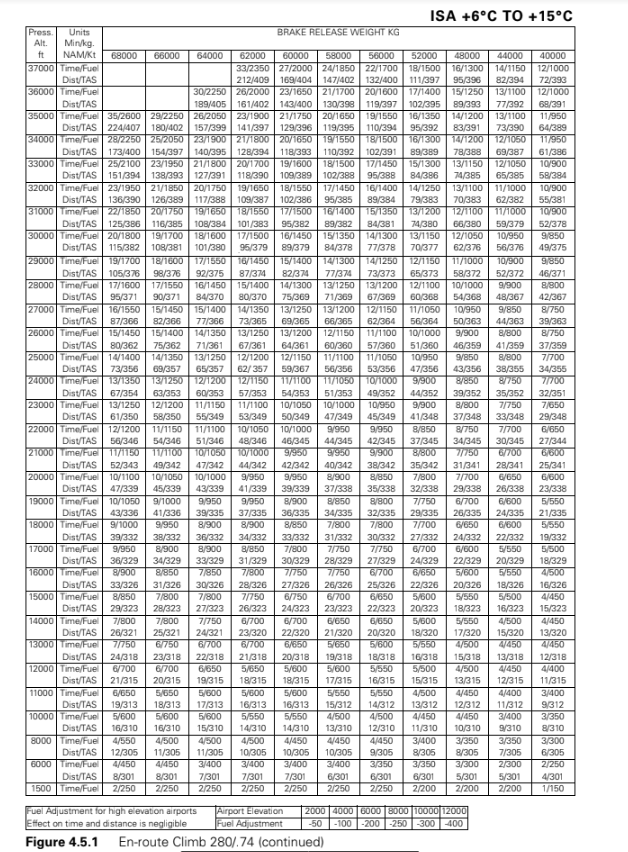 ISA +6°C TO +15°C
Press. Units BRAKE RELEASE WEIGHT KG
Alt. Min/kg.
ft NAM/Kt 68000 66000 64000 62000 60000 58000 56000 52000 48000 44000 40000
37000 Time/Fuel 33/2350 27/2000 24/1850 22/1700 18/1500 16/1300 14/1150 12/1000
Dist/TAS 212/409 169/404 147/402 132/400 111/397 95/396 82/394 72/393
36000 Time/Fuel 30/2250 26/2000 23/1650 21/1700 20/1600 17/1400 15/1250 13/1100 12/1000
Dist/TAS 189/405 161/402 143/400 130/398 119/397 102/395 89/393 77/392 68/391
35000 Time/Fuel 35/2600 29/2250 26/2050 23/1900 21/1750 20/1650 19/1550 16/1350 14/1200 13/1100 11/950
Dist/TAS 224/407 180/402 157/399 141/397 129/396 119/395 110/394 95/392 83/391 73/390 64/389
34000 Time/Fuel 28/2250 25/2050 23/1900 21/1800 20/1650 19/1550 18/1500 16/1300 14/1200 12/1050 11/950
Dist/TAS 173/400 154/397 140/395 128/394 118/393 110/392 102/391 89/389 78/388 69/387 61/386
33000 Time/Fuel 25/2100 23/1950 21/1800 20/1700 19/1600 18/1500 17/1450 15/1300 13/1150 12/1050 10/900
Dist/TAS 151/394 138/393 127/391 118/390 109/389 102/388 95/388 84/386 74/385 65/385 58/384
32000 Time/Fuel 23/1950 21/1850 20/1750 19/1650 18/1550 17/1450 16/1400 14/1250 13/1100 11/1000 10/900
Dist/TAS 136/390 126/389 117/388 109/387 102/386 95/385 89/384 79/383 70/383 62/382 55/381
31000 Time/Fuel 22/1850 20/1750 19/1650 18/1550 17/1500 16/1400 15/1350 13/1200 12/1100 11/1000 10/900
Dist/TAS 125/386 116/385 108/384 101/383 95/382 89/382 84/381 74/380 66/380 59/379 52/378
30000 Time/Fuel 20/1800 19/1700 18/1600 17/1500 16/1450 15/1350 14/1300 13/1150 12/1050 10/950 9/850
Dist/TAS 115/382 108/381 101/380 95/379 89/379 84/378 77/378 70/377 62/376 56/376 49/375
29000 Time/Fuel 19/1700 18/1600 17/1550 16/1450 15/1400 14/1300 14/1250 12/1150 11/1000 10/900 9/850
Dist/TAS 105/376 98/376 92/375 87/374 82/374 77/374 73/373 65/373 58/372 52/372 46/371
28000 Time/Fuel 17/1600 17/1550 16/1450 15/1400 14/1300 13/1250 13/1200 12/1100 10/1000 9/900 8/800
Dist/TAS 95/371 90/371 84/370 80/370 75/369 71/369 67/369 60/368 54/368 48/367 42/367
27000 Time/Fuel 16/1550 15/1450 15/1400 14/1350 13/1250 13/1200 12/1150 11/1050 10/950 9/850 8/750
Dist/TAS 87/366 82/366 77/366 73/365 69/365 66/365 62/364 56/364 50/363 44/363 39/363
26000 Time/Fuel 15/1450 15/1400 14/1350 13/1250 13/1200 12/1150 11/1100 10/1000 9/900 8/800 8/750
Dist/TAS 80/362 75/362 71/361 67/361 64/361 60/360 57/360 51/360 46/359 41/359 37/359
25000 Time/Fuel 14/1400 14/1350 13/1250 12/1200 12/1150 11/1100 11/1050 10/950 9/850 8/800 7/700
Dist/TAS 73/356 69/357 65/357 62/ 357 59/367 56/356 53/356 47/356 43/356 38/355 34/355
24000 Time/Fuel 13/1350 13/1250 12/1200 12/1150 11/1100 11/1050 10/1000 9/900 8/850 8/750 7/700
Dist/TAS 67/354 63/353 60/353 57/353 54/353 51/353 49/352 44/352 39/352 35/352 32/351
23000 Time/Fuel 13/1250 12/1200 11/1150 11/1100 10/1050 10/1000 10/950 9/900 8/800 7/750 7/650
Dist/TAS 61/350 58/350 55/349 53/349 50/349 47/349 45/349 41/348 37/348 33/348 29/348
22000 Time/Fuel 12/1200 11/1150 11/1100 10/1050 10/1000 9/950 9/950 8/850 8/750 7/700 6/650
Dist/TAS 56/346 54/346 51/346 48/346 46/345 44/345 42/345 37/345 34/345 30/345 27/344
21000 Time/Fuel 11/1150 11/1100 10/1050 10/1000 9/950 9/950 9/900 8/800 7/750 6/700 6/600
Dist/TAS 52/343 49/342 47/342 44/342 42/342 40/342 38/342 35/342 31/341 28/341 25/341
20000 Time/Fuel 10/1100 10/1050 10/1000 9/950 9/950 8/900 8/850 7/800 7/700 6/650 6/600
Dist/TAS 47/339 45/339 43/339 41/339 39/339 37/338 35/338 32/338 29/338 26/338 23/338
19000 Time/Fuel 10/1050 9/1000 9/950 9/950 8/900 8/850 8/800 7/750 6/700 6/600 5/550
Dist/TAS 43/336 41/336 39/335 37/335 36/335 34/335 32/335 29/335 26/335 24/335 21/335
18000 Time/Fuel 9/1000 9/950 8/900 8/900 8/850 7/800 7/800 7/700 6/650 6/600 5/550
Dist/TAS 39/332 38/332 36/332 34/332 33/332 31/332 30/332 27/332 24/332 22/332 19/332
17000 Time/Fuel 9/950 8/900 8/900 8/850 7/800 7/750 7/750 6/700 6/600 5/550 5/500
Dist/TAS 36/329 34/329 33/329 31/329 30/329 28/329 27/329 24/329 22/329 20/329 18/329
16000 Time/Fuel 8/900 8/850 7/850 7/800 7/750 7/750 6/700 6/650 5/600 5/550 4/500
Dist/TAS 33/326 31/326 30/326 28/326 27/326 26/326 25/326 22/326 20/326 18/326 16/326
15000 Time/Fuel 8/850 7/800 7/800 7/750 6/750 6/700 6/650 5/600 5/550 5/500 4/450
Dist/TAS 29/323 28/323 27/323 26/323 24/323 23/323 22/323 20/323 18/323 16/323 15/323
14000 Time/Fuel 7/800 7/800 7/750 6/700 6/700 6/650 6/650 5/600 5/550 4/500 4/450
Dist/TAS 26/321 25/321 24/321 23/320 22/320 21/320 20/320 18/320 17/320 15/320 13/320
13000 Time/Fuel 7/750 6/750 6/700 6/700 6/650 5/650 5/600 5/550 4/500 4/450 4/450
Dist/TAS 24/318 23/318 22/318 21/318 20/318 19/318 18/318 16/318 15/318 13/318 12/318
12000 Time/Fuel 6/700 6/700 6/650 5/650 5/600 5/600 5/550 5/500 4/500 4/450 4/400
Dist/TAS 21/315 20/315 19/315 18/315 18/315 17/315 16/315 15/315 13/315 12/315 11/315
11000 Time/Fuel 6/650 5/650 5/600 5/600 5/600 5/550 5/550 4/500 4/450 4/400 3/400
Dist/TAS 19/313 18/313 17/313 16/313 16/313 15/312 14/312 13/312 12/312 11/312 9/312
10000 Time/Fuel 5/600 5/600 5/600 5/550 5/550 4/500 4/500 4/450 4/450 3/400 3/350
Dist/TAS 16/310 16/310 15/310 14/310 14/310 13/310 12/310 11/310 10/310 9/310 8/310
8000 Time/Fuel 4/550 4/500 4/500 4/500 4/450 4/450 4/450 3/400 3/350 3/350 3/300
Dist/TAS 12/305 11/305 11/305 10/305 10/305 10/305 9/305 8/305 8/305 7/305 6/305
6000 Time/Fuel 4/450 4/450 3/400 3/400 3/400 3/400 3/350 3/350 3/300 2/300 2/250
Dist/TAS 8/301 8/301 7/301 7/301 7/301 6/301 6/301 6/301 5/301 5/301 4/301
1500 Time/Fuel 2/250 2/250 2/250 2/250 2/250 2/250 2/250 2/200 2/200 2/200 1/150
Fuel Adjustment for high elevation airports Airport Elevation 2000 4000 6000 8000 10000 12000
Effect on time and distance is negligible Fuel Adjustment -50 -100 -200 -250 -300 -400
Figure 4.5.1 En-route Climb 280/.74 (continued)